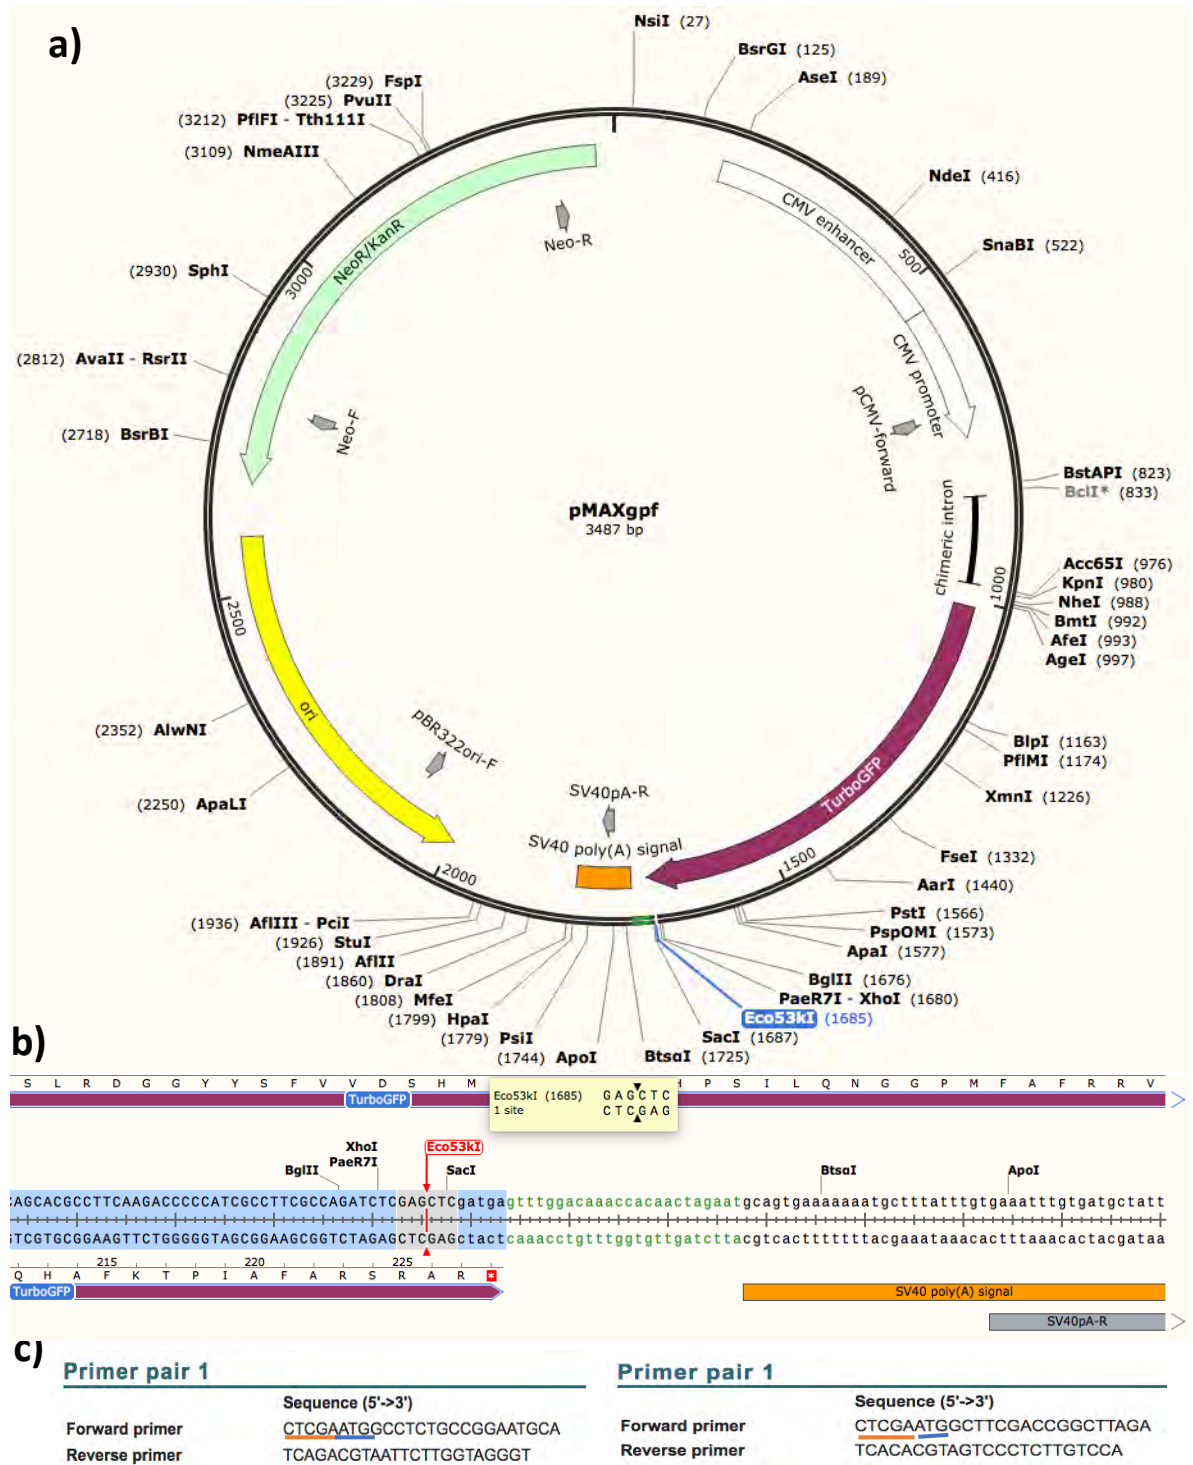 a)
NsiI (27)
BsrGI (125)
AseI (189)
NdeI (416)
SnaBI (522)
BstAPI (823)
BclI* (833)
Acc65I (976)
KpnI (980)
NheI (988)
BmtI (992)
AfeI (993)
AgeI (997)
BlpI (1163)
PflMI (1174)
XmnI (1226)
FseI (1332)
AarI (1440)
PstI (1566)
PspOMI (1573)
ApaI (1577)
BglII (1676)
PaeR7I - XhoI (1680)
Eco53kI (1685)
SacI (1687)
BtsαI (1725)
(1744) ApoI
(1779) PsiI
(1799) HpaI
(1808) MfeI
(1860) DraI
(1891) AflII
(1926) StuI
(1936) AflIII - PciI
(2250) ApaLI
(2352) AlwNI
(2718) BsrBI
(2812) AvaII - RsrII
(2930) SphI
(3109) NmeAIII
(3212) PflFI - Tth111I
(3225) PvuII
(3229) FspI
CMV enhancer
500
CMV promoter
pCMV-forward
chimeric intron
1000
TurboGFP
1500
SV40pA-R
SV40 poly(A) signal
2000
pBR322ori-F
ori
2500
Neo-F
NeoR/KanR
3000
Neo-R
pMAXgpf
3487 bp
b)
S L R D G G Y Y S F V V D S H M H P S I L Q N G G P M F A F R R V
TurboGFP
Eco53kI (1685) GAGCTC
1 site CTCGAG
XhoI
PaeR7I
BglII
Eco53kI
SacI
BtsαI
ApoI
CAGCACGCCTTCAAGACCCCCATCGCCTTCGCCAGATCTCGAGCTCgatgagtttggacaaaccacaactagaatgcagtgaaaaaaatgctttatttgtgaaatttgtgatgctatt
GTCGTGCGGAAGTTCTGGGGGTAGCGGAAGCGGTCTAGAGCTCGAGctactcaaacctgtttggtgttgatcttacgtcactttttttacgaaataaacactttaaacactacgataa
215 220 225
Q H A F K T P I A F A R S R A R *
TurboGFP
SV40 poly(A) signal
SV40pA-R
c)
Primer pair 1
Sequence (5'->3')
Forward primer CTCGAATGGCCTCTGCCGGAATGCA
Reverse primer TCAGACGTAATTCTTGGTAGGGT
Primer pair 1
Sequence (5'->3')
Forward primer CTCGAATGGCTTCGACCGGCTTAGA
Reverse primer TCACACGTAGTCCCTCTTGTCCA